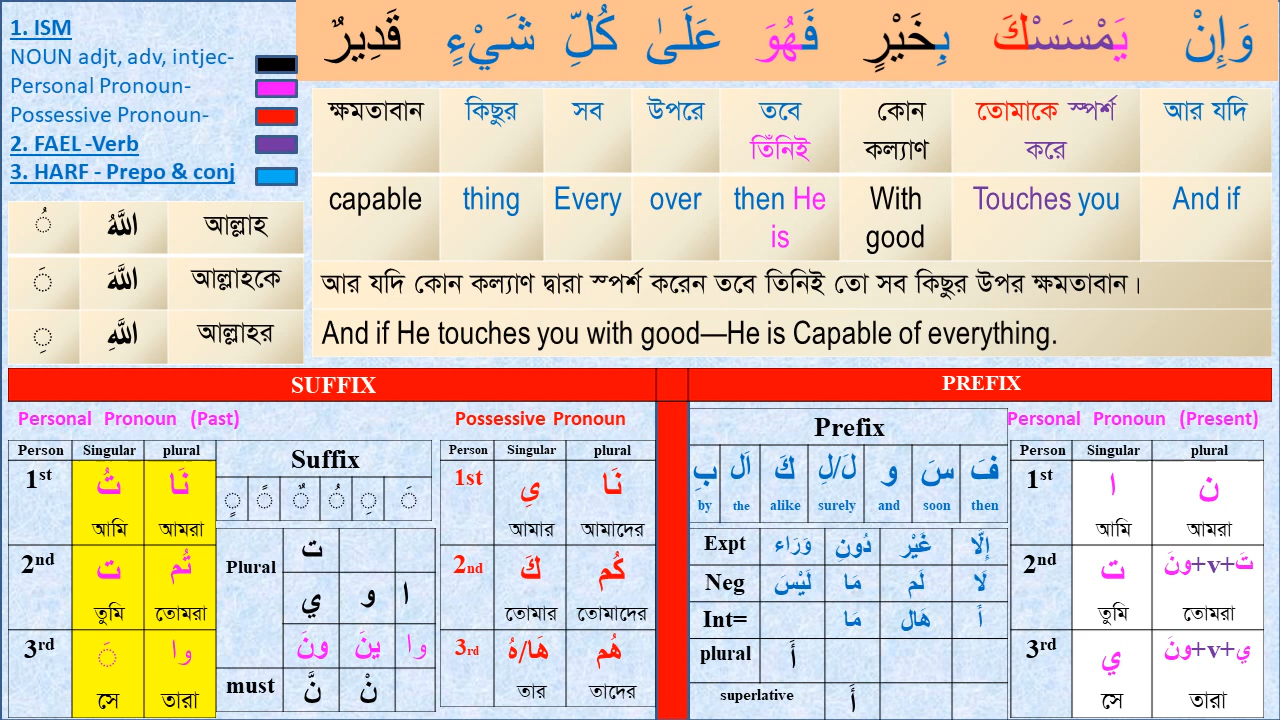 1. ISM
NOUN adjt, adv, intjec-
Personal Pronoun-
Possessive Pronoun-
2. FAEL -Verb
3. HARF - Prepo & conj
وَإِنْ يَمْسَسْكَ بِخَيْرٍ فَهُوَ عَلَىٰ كُلِّ شَيْءٍ قَدِيرٌ
ক্ষমতাবান কিছুর সব উপরে তবে কোন তোমাকে স্পর্শ আর যদি
তিঁনিই কল্যাণ করে
capable thing Every over then He With Touches you And if
is good
আর যদি কোন কল্যাণ দ্বারা স্পর্শ করেন তবে তিনিই তো সব কিছুর উপর ক্ষমতাবান।
And if He touches you with good—He is Capable of everything.
ُ اللَّهُ আল্লাহ
َ اللَّهَ আল্লাহকে
ِ اللَّهِ আল্লাহর
SUFFIX
Personal Pronoun (Past)
Person Singular plural
1st تُ نَا
আমি আমরা
2nd ت تُم
তুমি তোমরা
3rd َ وا
সে তারা
Suffix
ٍ ً ٌ ُ ِ َ
Plural ت
ي و ا
ونَ ينَ وا
must نَّ نْ
Possessive Pronoun
Person Singular plural
1st ي نَا
আমার আমাদের
2nd كَ كُم
তোমার তোমাদের
3rd هَا/هُ هُم
তার তাদের
PREFIX
Prefix
بِ اَل كَ لَ/لِ و سَ فَ
by the alike surely and soon then
Expt وَرَاء دُونِ غَيْر إِلَّا
Neg لَيْسَ مَا لَم لَا
Int= مَا هَال أَ
plural أَ
superlative أَ
Personal Pronoun (Present)
Person Singular plural
1st ا ن
আমি আমরা
2nd ت تَ+v+ونَ
তুমি তোমরা
3rd ي ي+v+ونَ
সে তারা